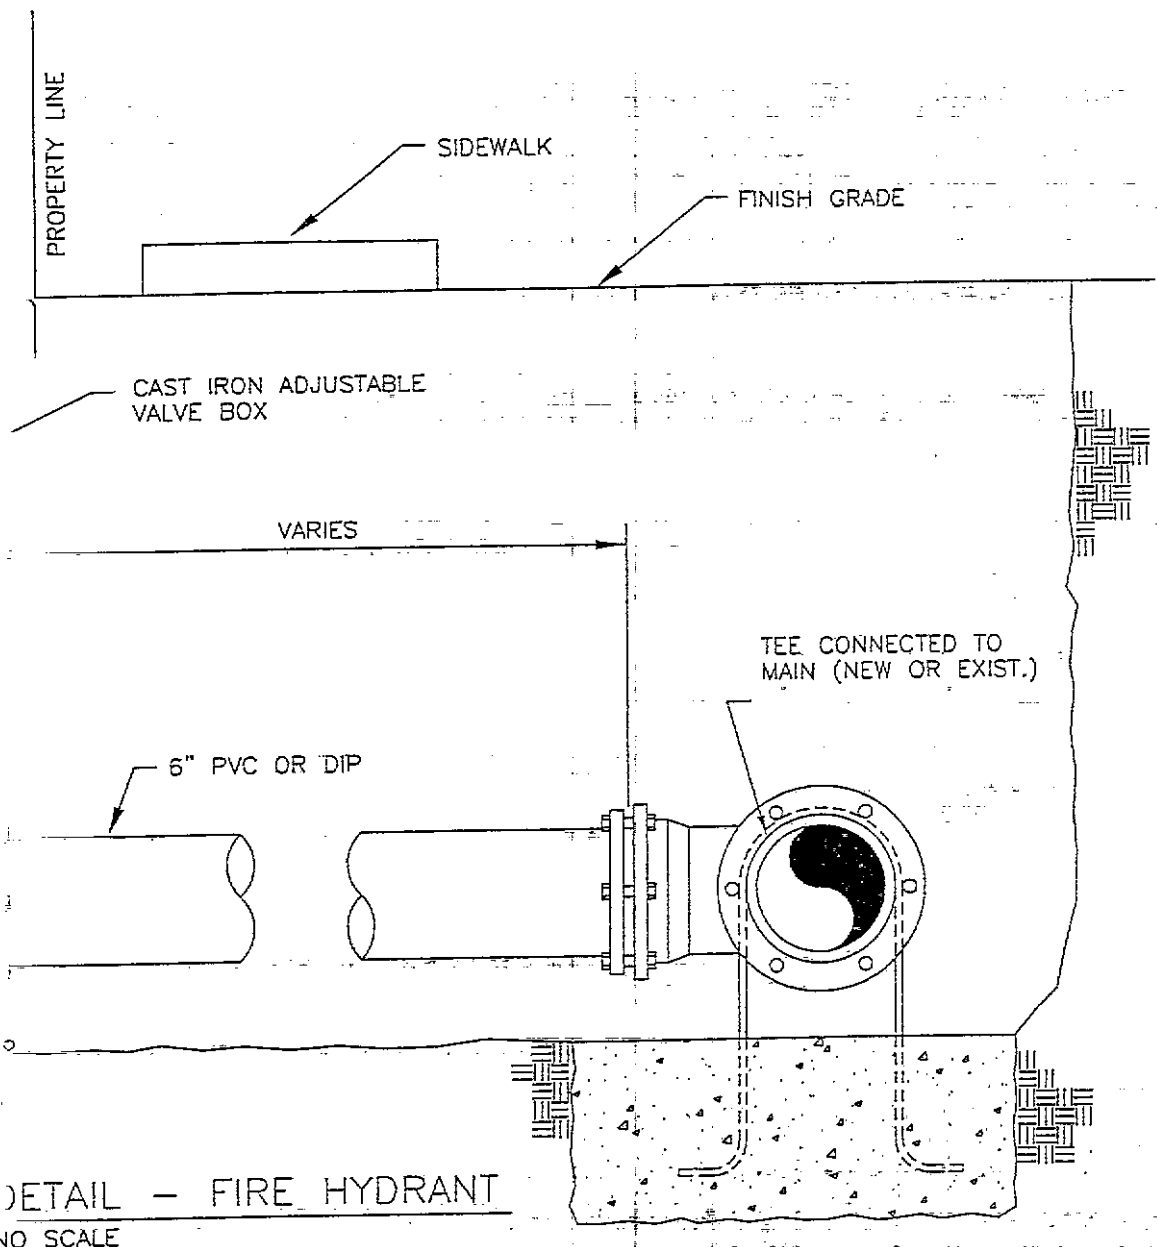 PROPERTY LINE
SIDEWALK
FINISH GRADE
CAST IRON ADJUSTABLE
VALVE BOX
VARIES
TEE CONNECTED TO
MAIN (NEW OR EXIST.)
6" PVC OR DIP
DETAIL - FIRE HYDRANT
NO SCALE